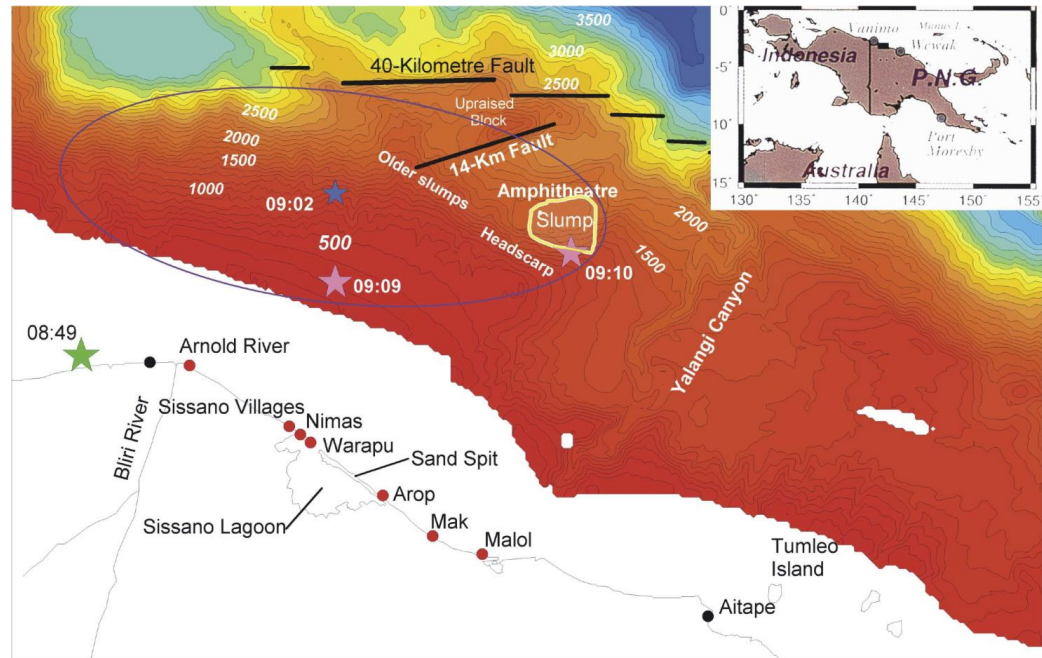 3500
3000
2500
40-Kilometre Fault
Upraised
Block
14-Km Fault
2500
2000
1500
1000
500
Older slumps
Amphitheatre
Slump
Headscarp
09:02
09:09
09:10
2000
1500
Yalangi Canyon
08:49
Arnold River
Bliri River
Sissano Villages
Nimas
Warapu
Sand Spit
Arop
Sissano Lagoon
Mak
Malol
Tumleo
Island
Aitape
0°
-5°
-10°
15°
130°
135°
140°
145°
150°
155°
Vanimo
Manus I.
Wewak
Indonesia
P.N.G.
Port
Moresby
Australia